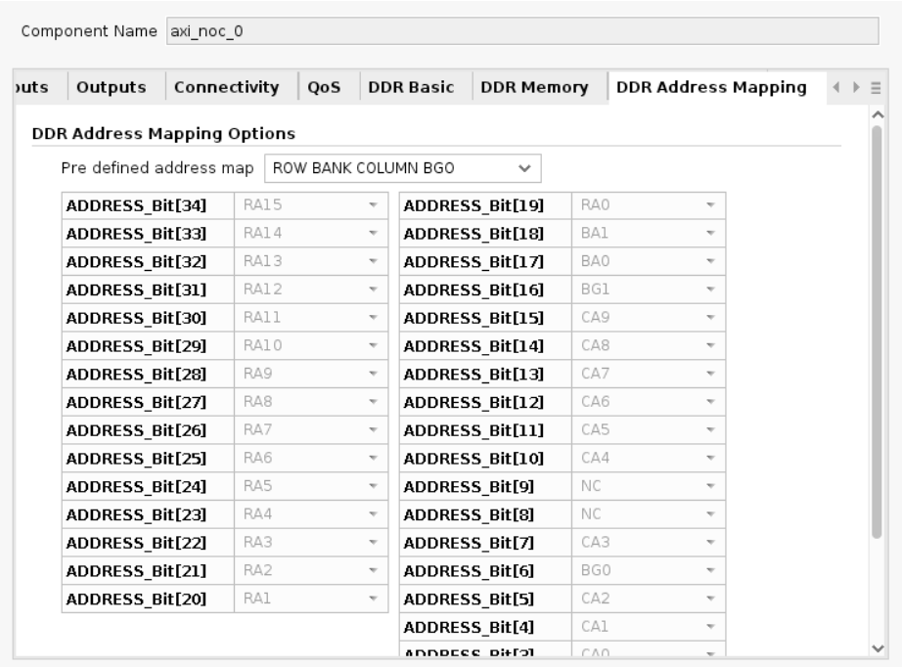 Component Name axi_noc_0
outs Outputs Connectivity QoS DDR Basic DDR Memory DDR Address Mapping
DDR Address Mapping Options
Pre defined address map ROW BANK COLUMN BGO
ADDRESS_Bit[34] RA15 ADDRESS_Bit[19] RA0
ADDRESS_Bit[33] RA14 ADDRESS_Bit[18] BA1
ADDRESS_Bit[32] RA13 ADDRESS_Bit[17] BA0
ADDRESS_Bit[31] RA12 ADDRESS_Bit[16] BG1
ADDRESS_Bit[30] RA11 ADDRESS_Bit[15] CA9
ADDRESS_Bit[29] RA10 ADDRESS_Bit[14] CA8
ADDRESS_Bit[28] RA9 ADDRESS_Bit[13] CA7
ADDRESS_Bit[27] RA8 ADDRESS_Bit[12] CA6
ADDRESS_Bit[26] RA7 ADDRESS_Bit[11] CA5
ADDRESS_Bit[25] RA6 ADDRESS_Bit[10] CA4
ADDRESS_Bit[24] RA5 ADDRESS_Bit[9] NC
ADDRESS_Bit[23] RA4 ADDRESS_Bit[8] NC
ADDRESS_Bit[22] RA3 ADDRESS_Bit[7] CA3
ADDRESS_Bit[21] RA2 ADDRESS_Bit[6] BG0
ADDRESS_Bit[20] RA1 ADDRESS_Bit[5] CA2
ADDRESS_Bit[4] CA1
ADDRESS_Bit[3] CA0